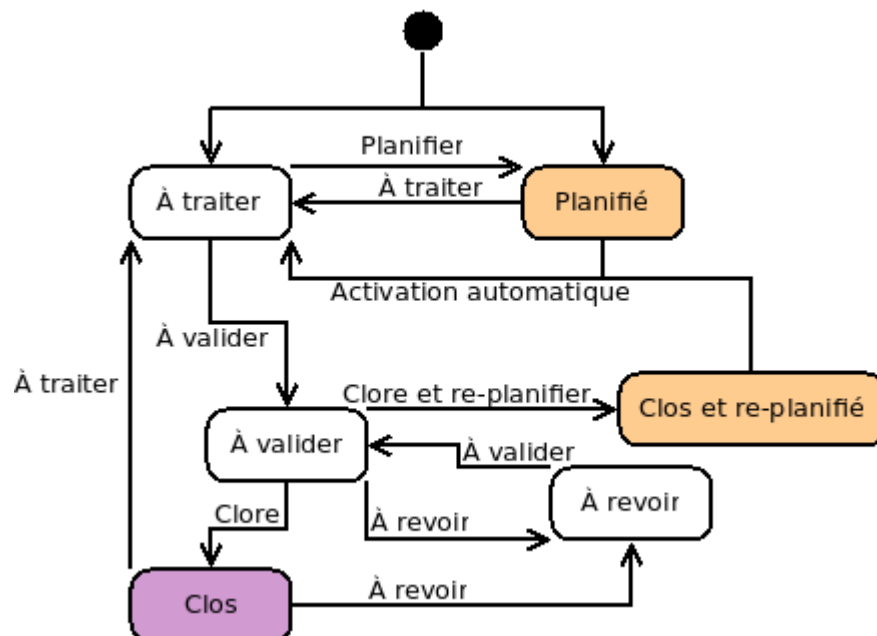 Planifier
À traiter
À traiter
Planifié
Activation automatique
À valider
À traiter
Clore et re-planifier
Clos et re-planifié
À valider
À valider
À revoir
Clore
À revoir
Clos
À revoir